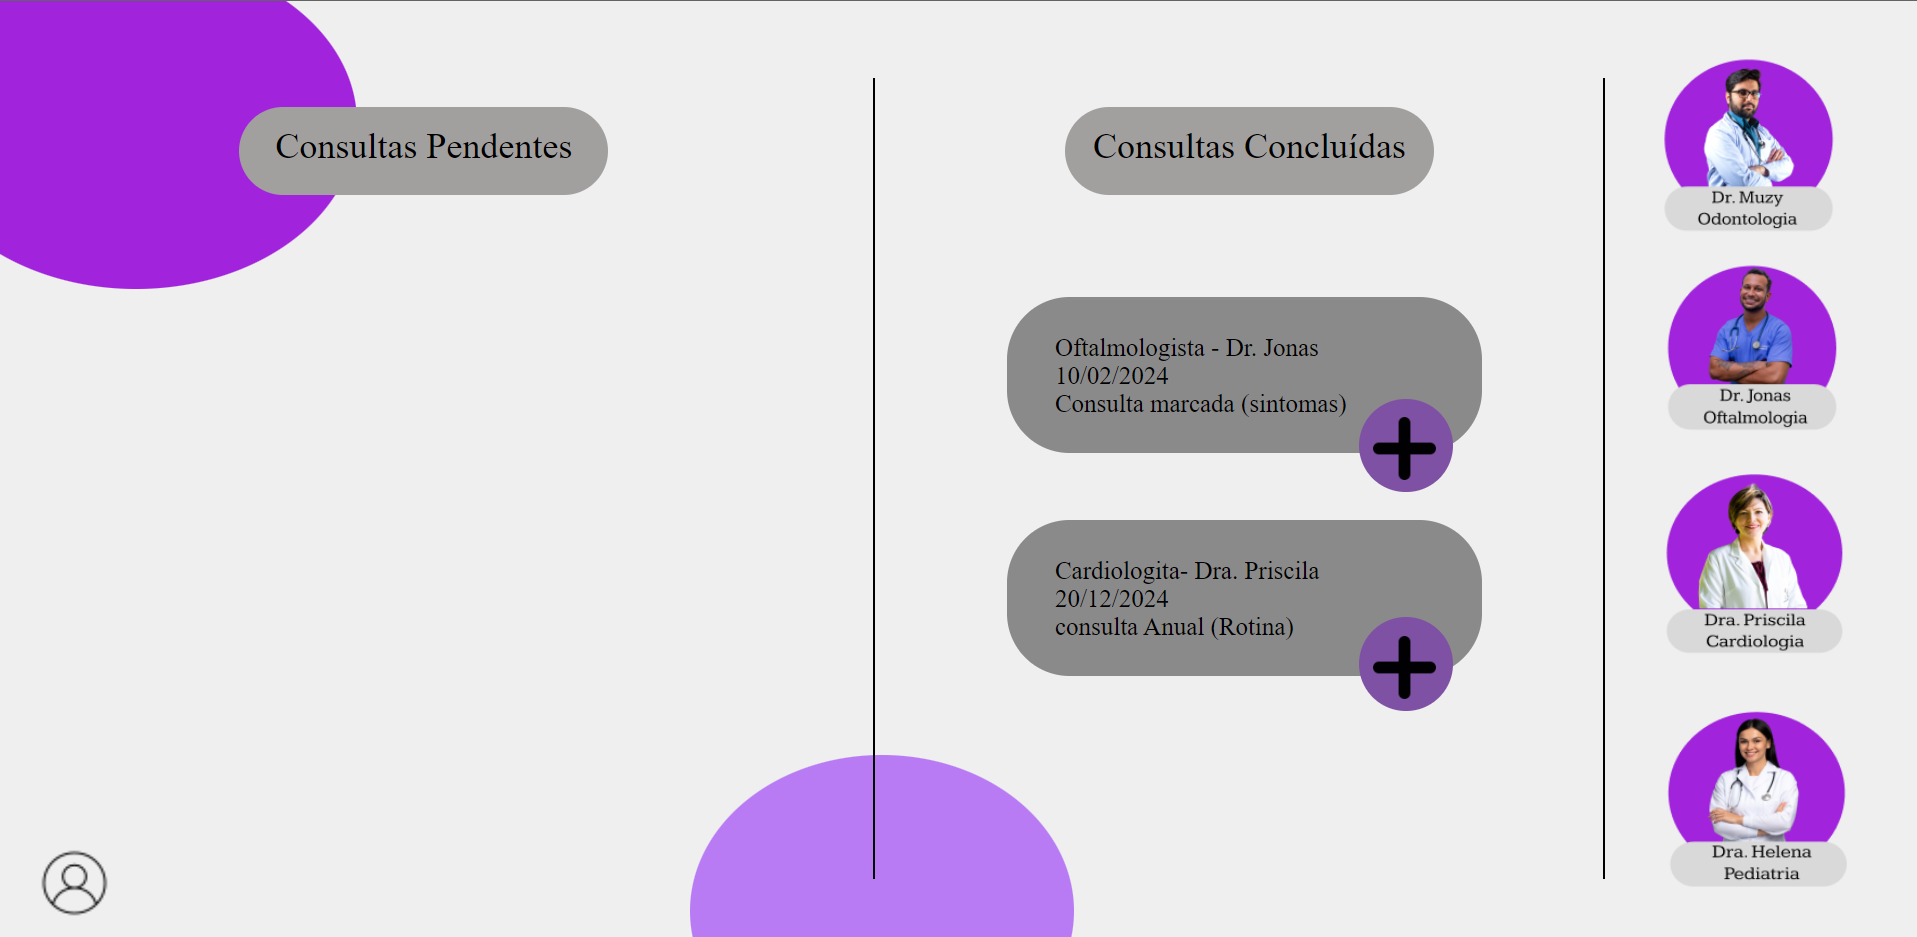 Consultas Pendentes
Consultas Concluídas
Oftalmologista - Dr. Jonas
10/02/2024
Consulta marcada (sintomas)
Cardiologita- Dra. Priscila
20/12/2024
consulta Anual (Rotina)
Dr. Muzy
Odontologia
Dr. Jonas
Oftalmologia
Dra. Priscila
Cardiologia
Dra. Helena
Pediatria